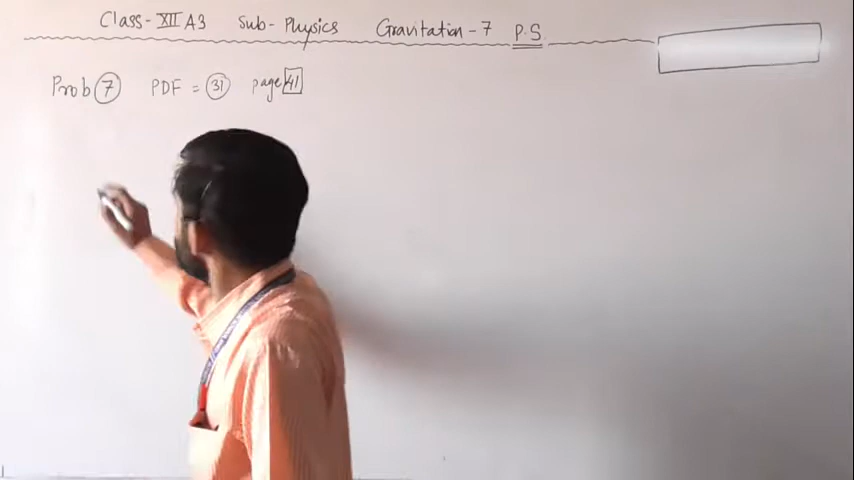 Class- XII A3 Sub- Physics Gravitation - 7 P.S
Prob 7 PDF = 31 page 41